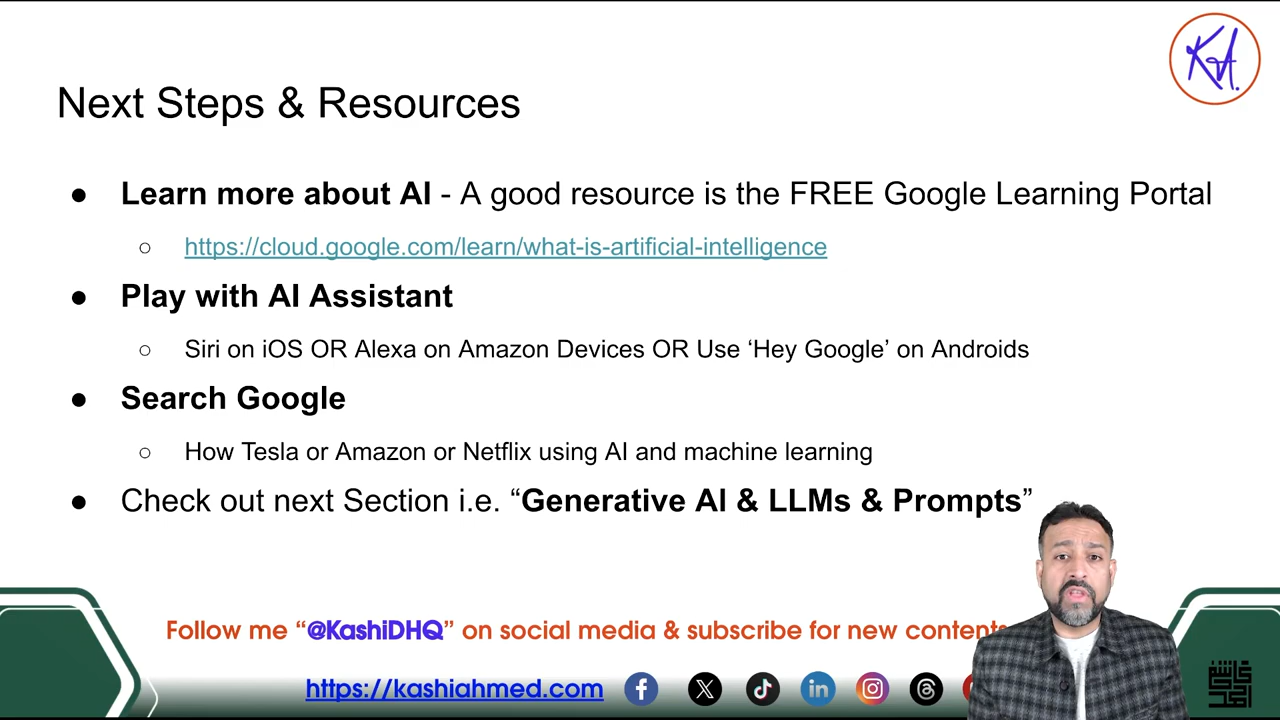 KA.
Next Steps & Resources
● Learn more about AI - A good resource is the FREE Google Learning Portal
○ https://cloud.google.com/learn/what-is-artificial-intelligence
● Play with AI Assistant
○ Siri on iOS OR Alexa on Amazon Devices OR Use ‘Hey Google’ on Androids
● Search Google
○ How Tesla or Amazon or Netflix using AI and machine learning
● Check out next Section i.e. “Generative AI & LLMs & Prompts”
Follow me “@KashiDHQ” on social media & subscribe for new contents
https://kashiahmed.com